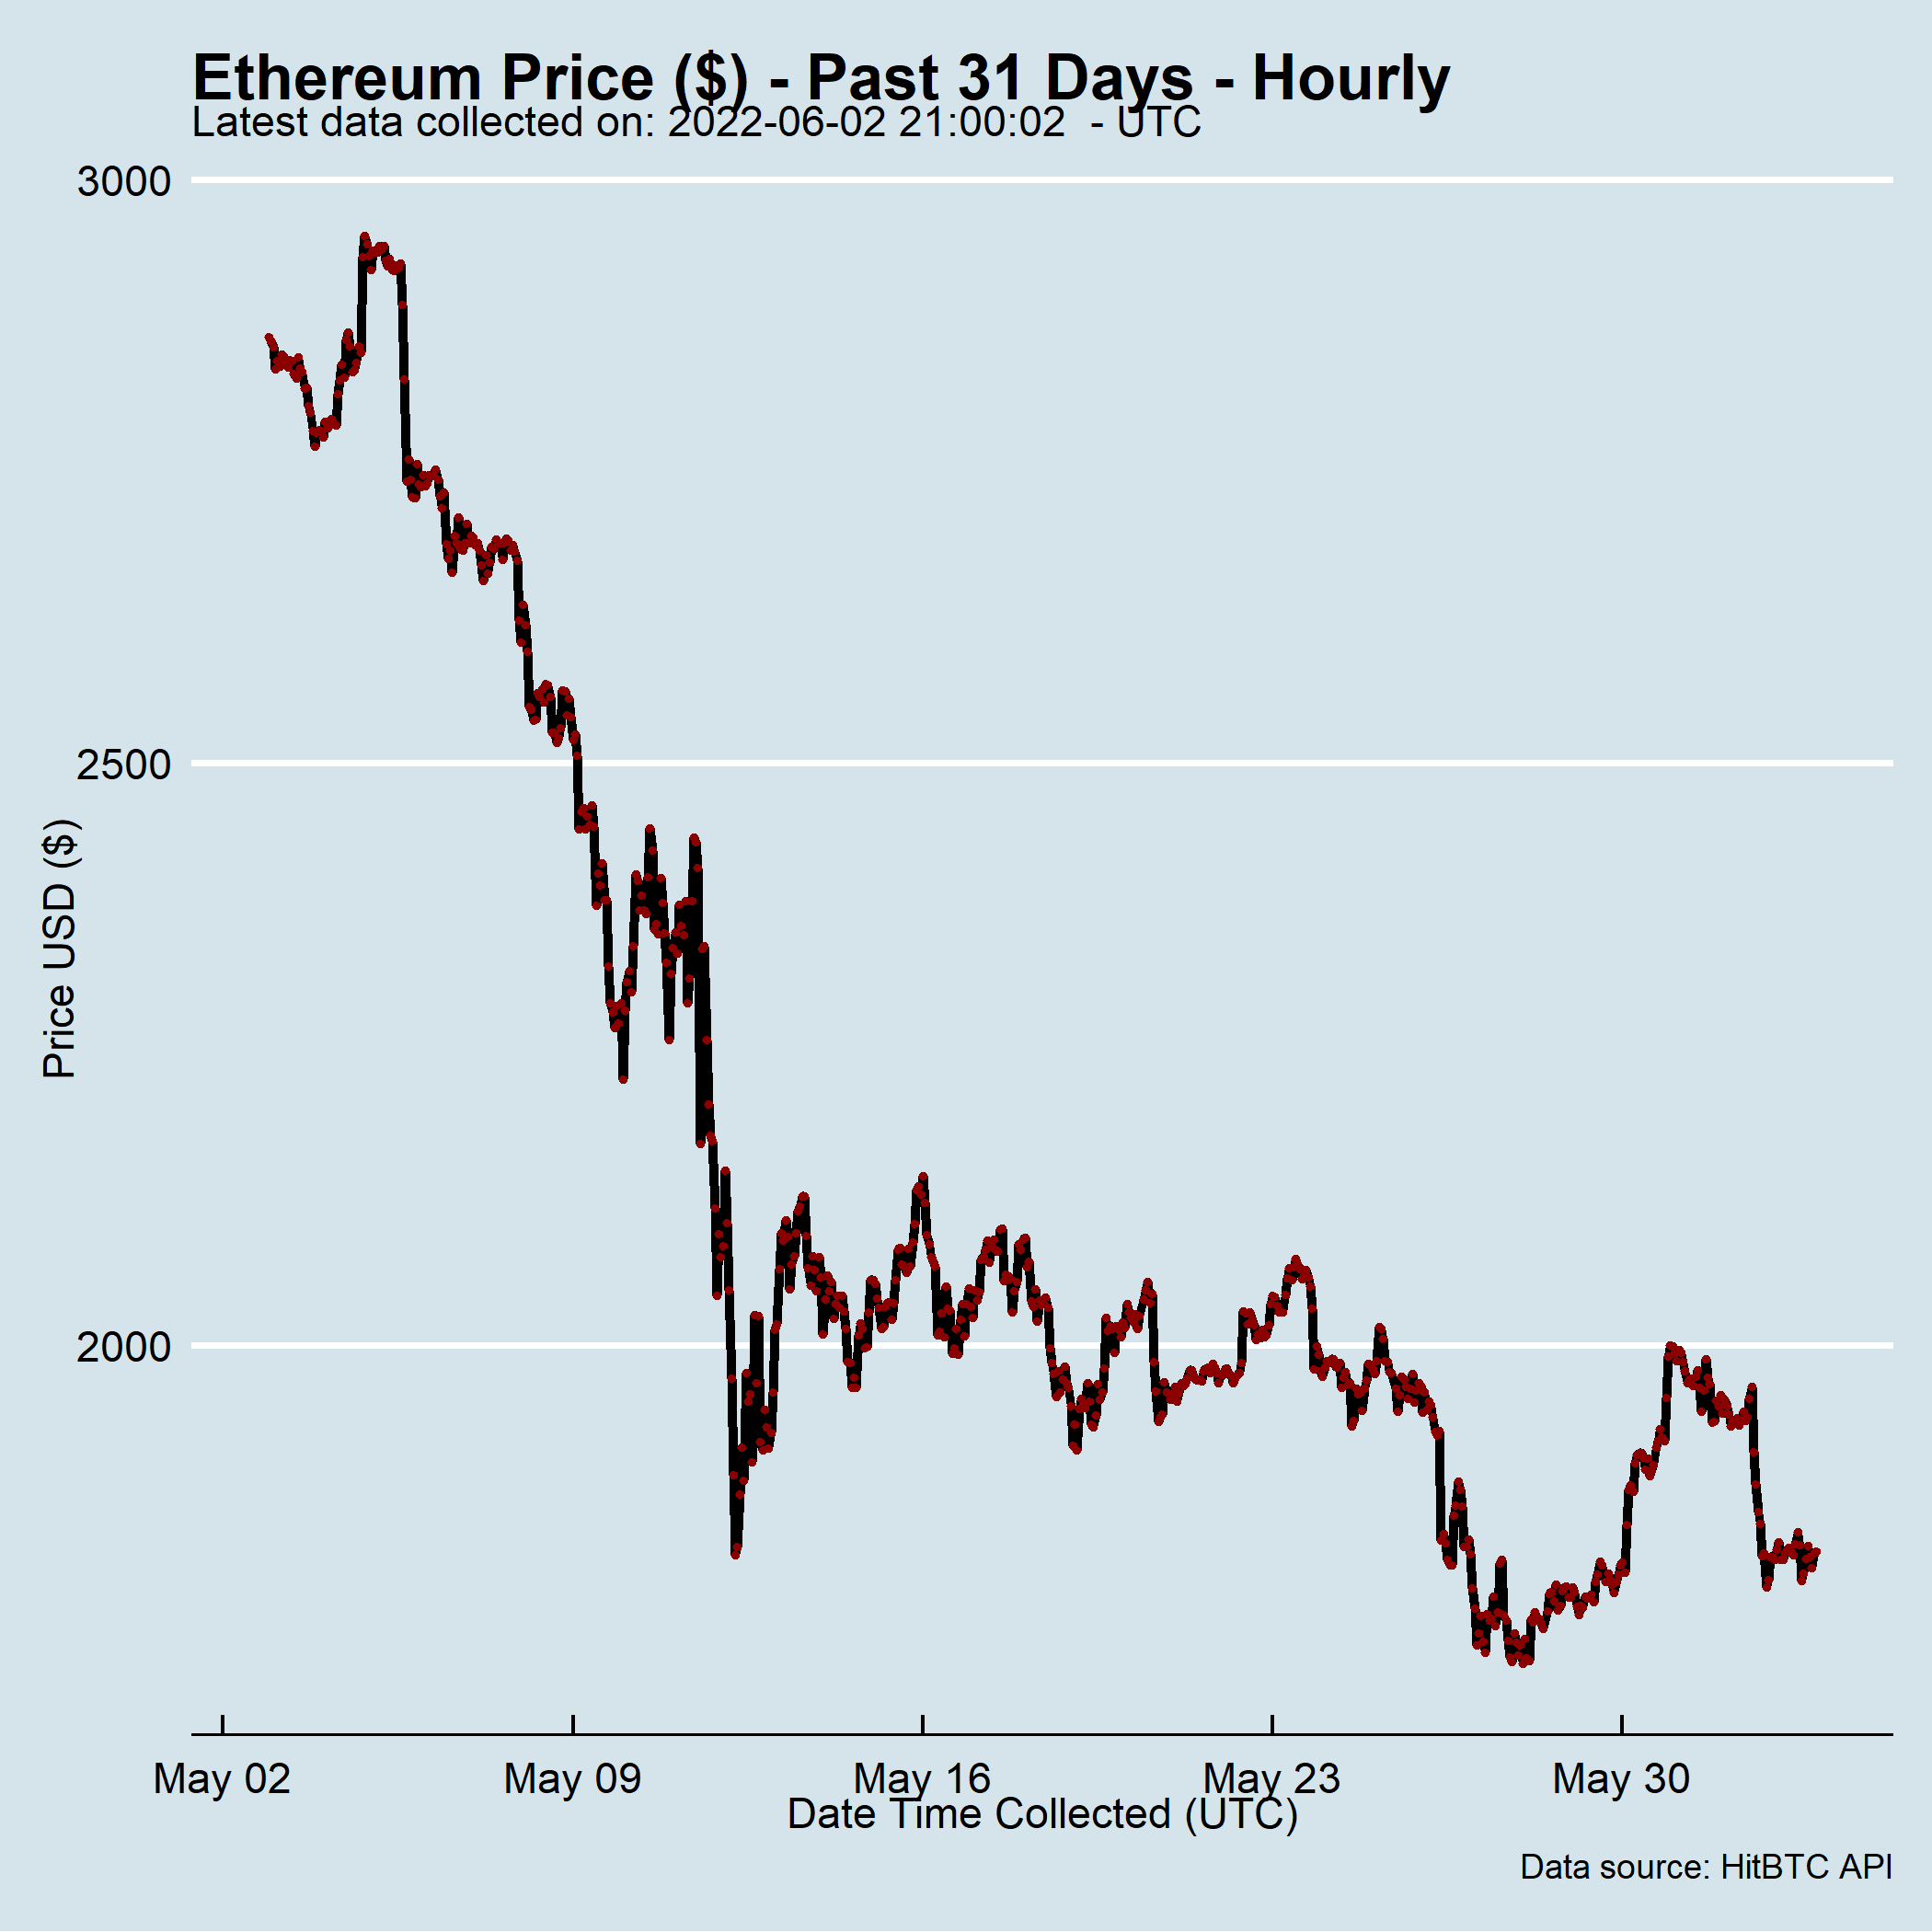 Ethereum Price ($) - Past 31 Days - Hourly
Latest data collected on: 2022-06-02 21:00:02  - UTC
3000
2500
2000
Price USD ($)
May 02
May 09
May 16
May 23
May 30
Date Time Collected (UTC)
Data source: HitBTC API